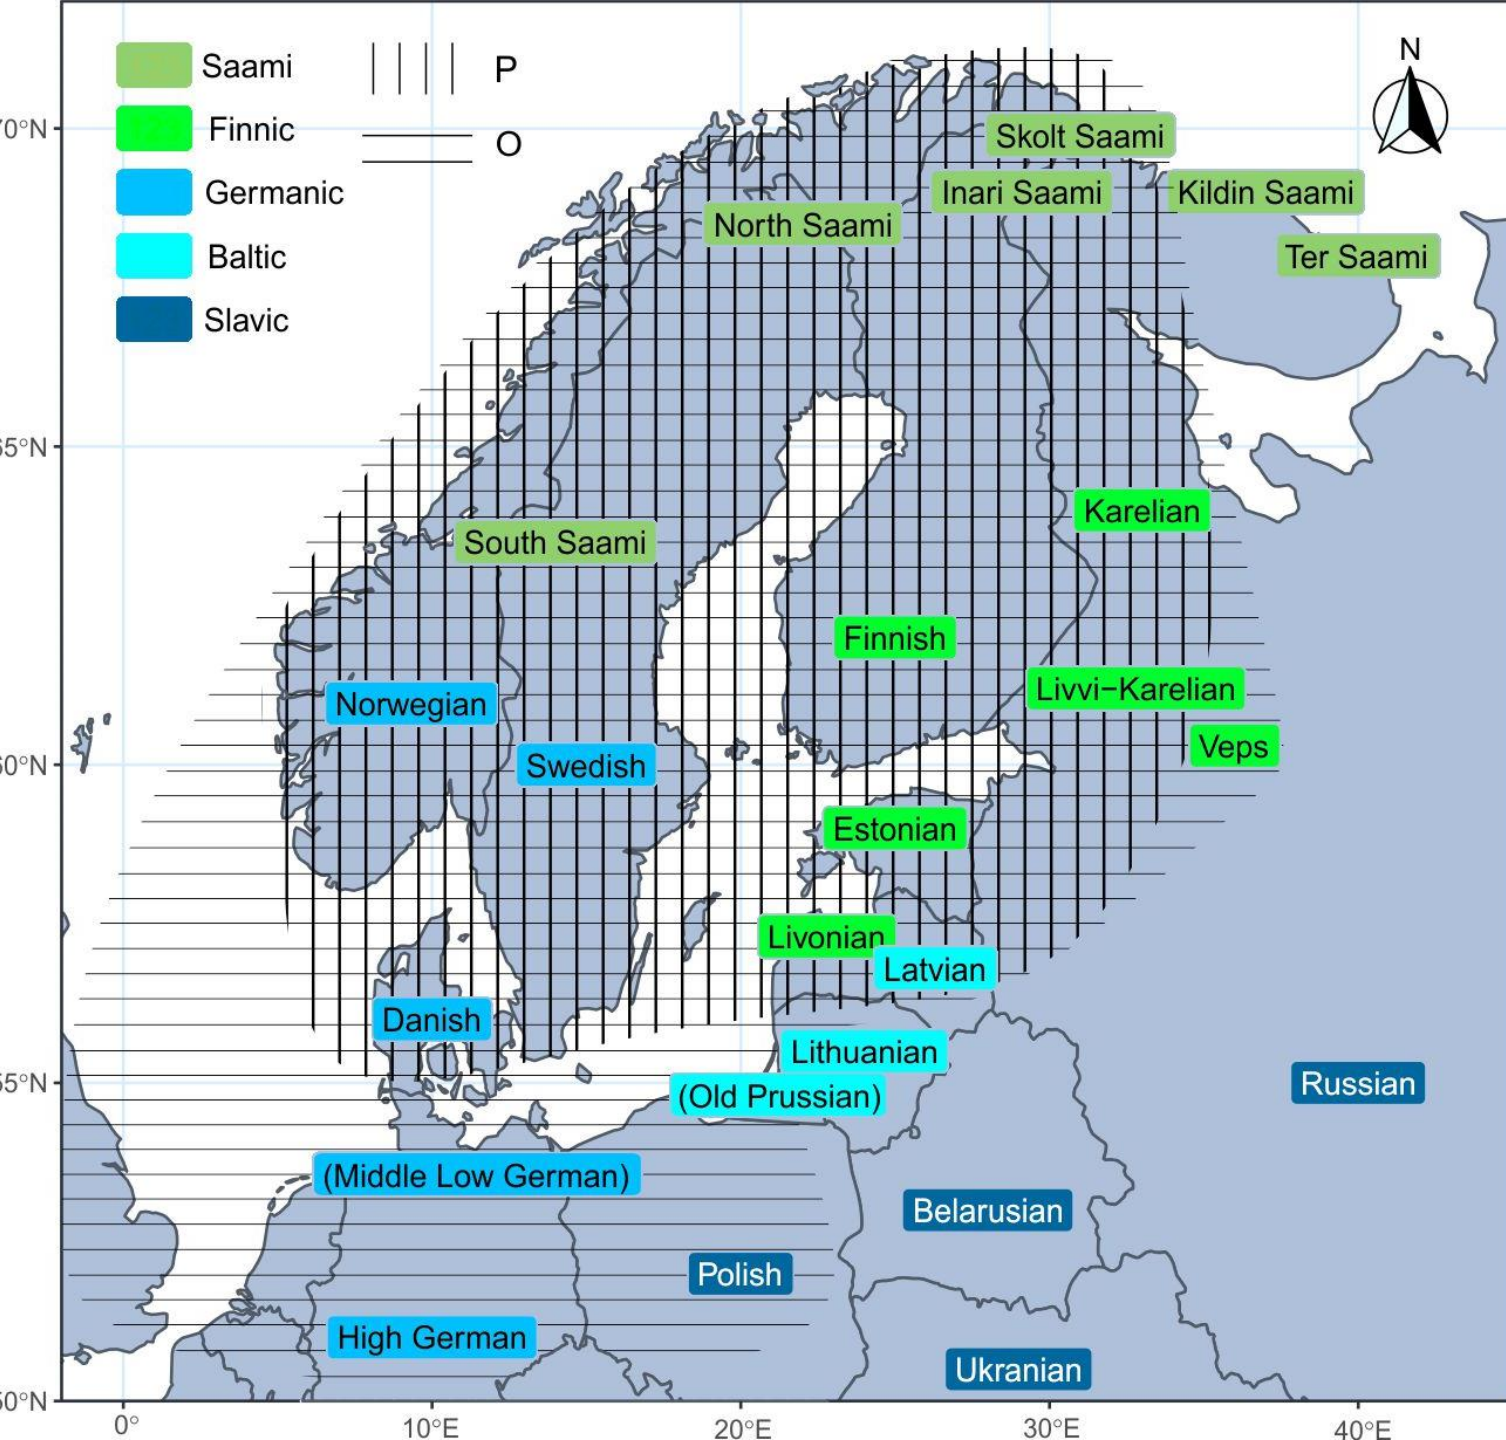 Saami
P
N
Finnic
O
70°N
Skolt Saami
Germanic
Inari Saami
Kildin Saami
North Saami
Baltic
Ter Saami
Slavic
65°N
Karelian
South Saami
Finnish
Livvi−Karelian
Norwegian
Veps
Swedish
60°N
Estonian
Livonian
Latvian
Danish
Lithuanian
55°N
(Old Prussian)
Russian
(Middle Low German)
Belarusian
Polish
High German
Ukranian
50°N
0°
10°E
20°E
30°E
40°E